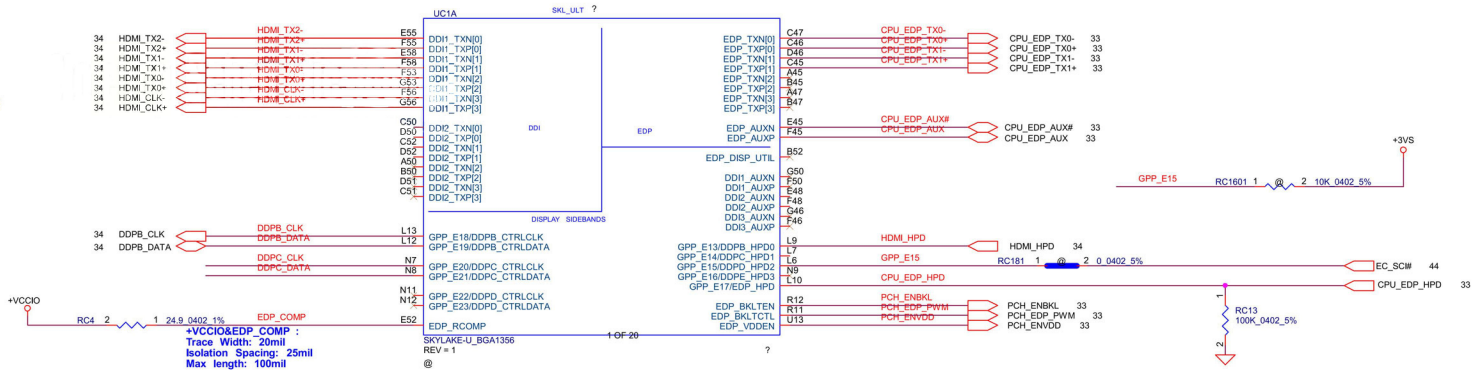 UC1A SKL_ULT ?
34 HDMI_TX2- HDMI_TX2- E55 DDI1_TXN[0] EDP_TXN[0] C47 CPU_EDP_TX0- CPU_EDP_TX0- 33
34 HDMI_TX2+ HDMI_TX2+ F55 DDI1_TXP[0] EDP_TXP[0] C46 CPU_EDP_TX0+ CPU_EDP_TX0+ 33
34 HDMI_TX1- HDMI_TX1- E58 DDI1_TXN[1] EDP_TXN[1] D46 CPU_EDP_TX1- CPU_EDP_TX1- 33
34 HDMI_TX1+ HDMI_TX1+ F58 DDI1_TXP[1] EDP_TXP[1] C45 CPU_EDP_TX1+ CPU_EDP_TX1+ 33
34 HDMI_TX0- HDMI_TX0- F53 DDI1_TXN[2] EDP_TXN[2] A45
34 HDMI_TX0+ HDMI_TX0+ G53 DDI1_TXP[2] EDP_TXP[2] B45
34 HDMI_CLK- HDMI_CLK- F56 DDI1_TXN[3] EDP_TXN[3] A47
34 HDMI_CLK+ HDMI_CLK+ G56 DDI1_TXP[3] EDP_TXP[3] B47
C50 DDI2_TXN[0] DDI EDP EDP_AUXN E45 CPU_EDP_AUX# CPU_EDP_AUX# 33
D50 DDI2_TXP[0] EDP_AUXP F45 CPU_EDP_AUX CPU_EDP_AUX 33
C52 DDI2_TXN[1]
D52 DDI2_TXP[1] EDP_DISP_UTIL B52
A50 DDI2_TXN[2]
B50 DDI2_TXP[2] DDI1_AUXN G50
D51 DDI2_TXN[3] DDI1_AUXP F50
C51 DDI2_TXP[3] DDI2_AUXN E48
DDI2_AUXP F48
DDI3_AUXN G46
DISPLAY SIDEBANDS DDI3_AUXP F46
+3VS
GPP_E15 RC1601 1 @ 2 10K_0402_5%
34 DDPB_CLK DDPB_CLK L13 GPP_E18/DDPB_CTRLCLK
34 DDPB_DATA DDPB_DATA L12 GPP_E19/DDPB_CTRLDATA
GPP_E13/DDPB_HPD0 L9 HDMI_HPD HDMI_HPD 34
GPP_E14/DDPC_HPD1 L7
DDPC_CLK N7 GPP_E20/DDPC_CTRLCLK
DDPC_DATA N8 GPP_E21/DDPC_CTRLDATA
GPP_E15/DDPD_HPD2 L6 GPP_E15 RC181 1 @ 2 0_0402_5% EC_SCI# 44
GPP_E16/DDPE_HPD3 N9
GPP_E17/EDP_HPD L10 CPU_EDP_HPD CPU_EDP_HPD 33
N11 GPP_E22/DDPD_CTRLCLK
N12 GPP_E23/DDPD_CTRLDATA
EDP_BKLTEN R12 PCH_ENBKL PCH_ENBKL 33
EDP_BKLTCTL R11 PCH_EDP_PWM PCH_EDP_PWM 33
EDP_VDDEN U13 PCH_ENVDD PCH_ENVDD 33
1
RC13
100K_0402_5%
2
+VCCIO
RC4 2 1 24.9_0402_1% EDP_COMP E52 EDP_RCOMP
+VCCIO&EDP_COMP :
Trace Width: 20mil
Isolation Spacing: 25mil
Max length: 100mil
1 OF 20
SKYLAKE-U_BGA1356
REV = 1 ?
@